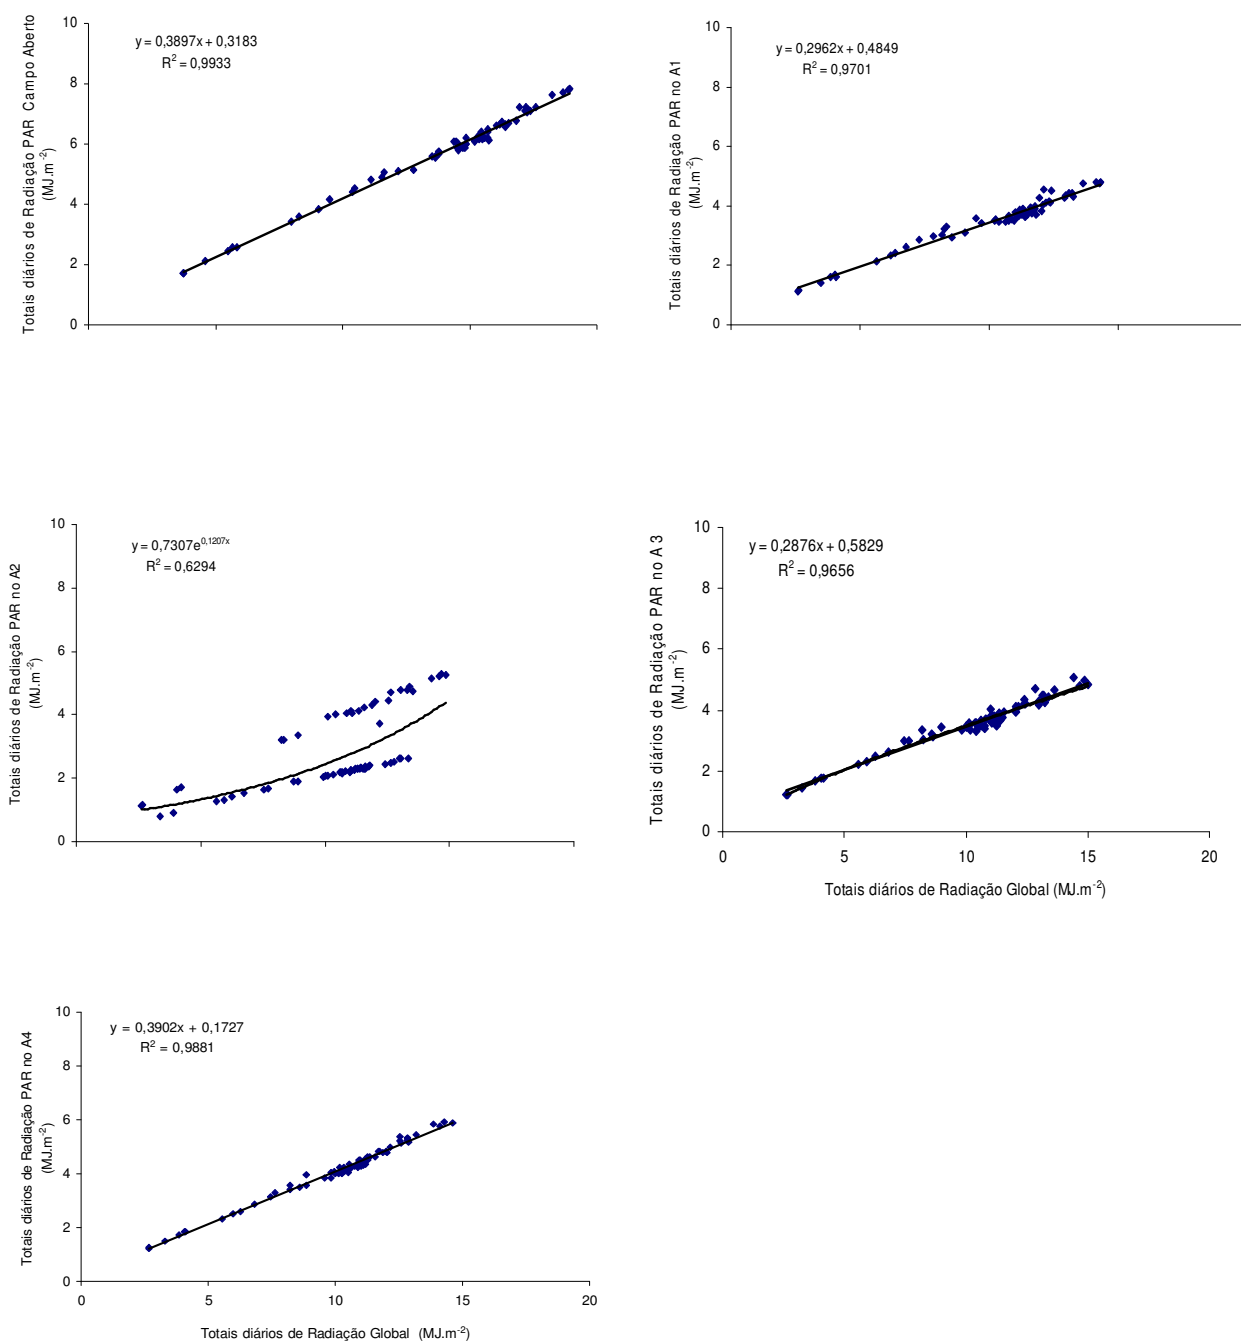 Totais diários de Radiação PAR Campo Aberto
(MJ.m-2)
10
8
6
4
2
0
y = 0,3897x + 0,3183
R2 = 0,9933
Totais diários de Radiação PAR no A1
(MJ.m-2)
10
8
6
4
2
0
y = 0,2962x + 0,4849
R2 = 0,9701
Totais diários de Radiação PAR no A2
(MJ.m-2)
10
8
6
4
2
0
y = 0,7307e0,1207x
R2 = 0,6294
Totais diários de Radiação PAR no A 3
(MJ.m-2)
10
8
6
4
2
0
y = 0,2876x + 0,5829
R2 = 0,9656
0 5 10 15 20
Totais diários de Radiação Global (MJ.m-2)
Totais diários de Radiação PAR no A4
(MJ.m-2)
10
8
6
4
2
0
y = 0,3902x + 0,1727
R2 = 0,9881
0 5 10 15 20
Totais diários de Radiação Global (MJ.m-2)